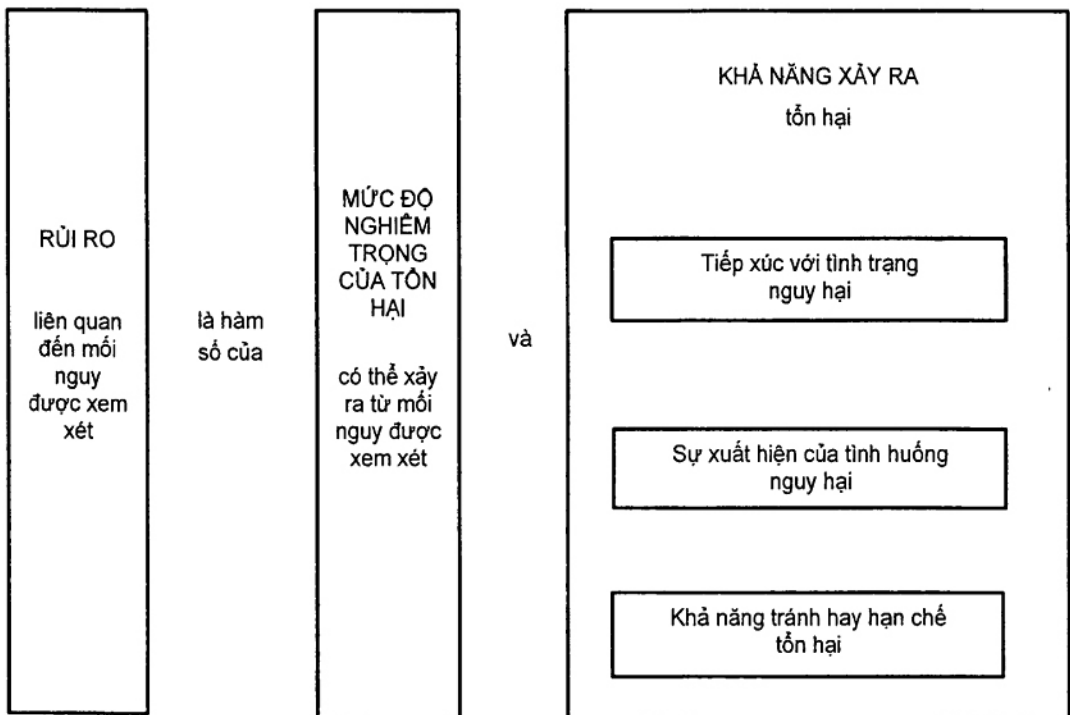 RỦI RO
liên quan
đến mối
nguy
được xem
xét
là hàm
số của
MỨC ĐỘ
NGHIÊM
TRỌNG
CỦA TỔN
HẠI
có thể xảy
ra từ mối
nguy được
xem xét
và
KHẢ NĂNG XẢY RA
tổn hại
Tiếp xúc với tình trạng
nguy hại
Sự xuất hiện của tình huống
nguy hại
Khả năng tránh hay hạn chế
tổn hại